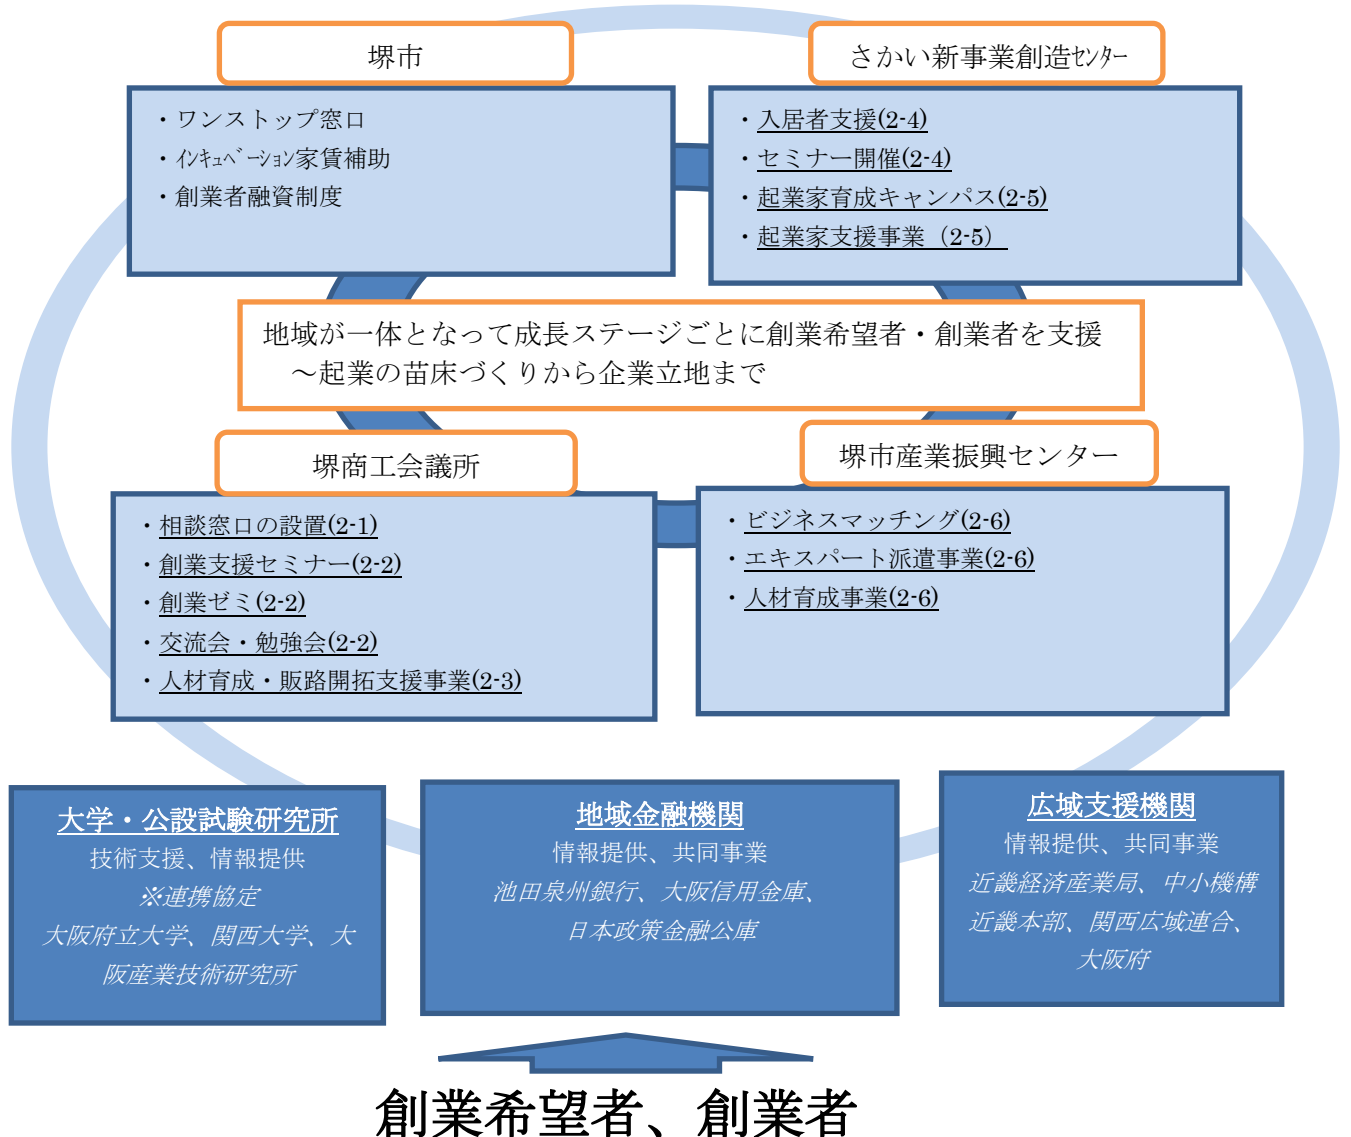 堺市
・ワンストップ窓口
・ｲﾝｷｭﾍﾞｰｼｮﾝ家賃補助
・創業者融資制度
さかい新事業創造ｾﾝﾀｰ
・入居者支援(2-4)
・セミナー開催(2-4)
・起業家育成キャンパス(2-5)
・起業家支援事業（2-5）
地域が一体となって成長ステージごとに創業希望者・創業者を支援
～起業の苗床づくりから企業立地まで
堺商工会議所
・相談窓口の設置(2-1)
・創業支援セミナー(2-2)
・創業ゼミ(2-2)
・交流会・勉強会(2-2)
・人材育成・販路開拓支援事業(2-3)
堺市産業振興センター
・ビジネスマッチング(2-6)
・エキスパート派遣事業(2-6)
・人材育成事業(2-6)
大学・公設試験研究所
技術支援、情報提供
※連携協定
大阪府立大学、関西大学、大
阪産業技術研究所
地域金融機関
情報提供、共同事業
池田泉州銀行、大阪信用金庫、
日本政策金融公庫
広域支援機関
情報提供、共同事業
近畿経済産業局、中小機構
近畿本部、関西広域連合、
大阪府
創業希望者、創業者